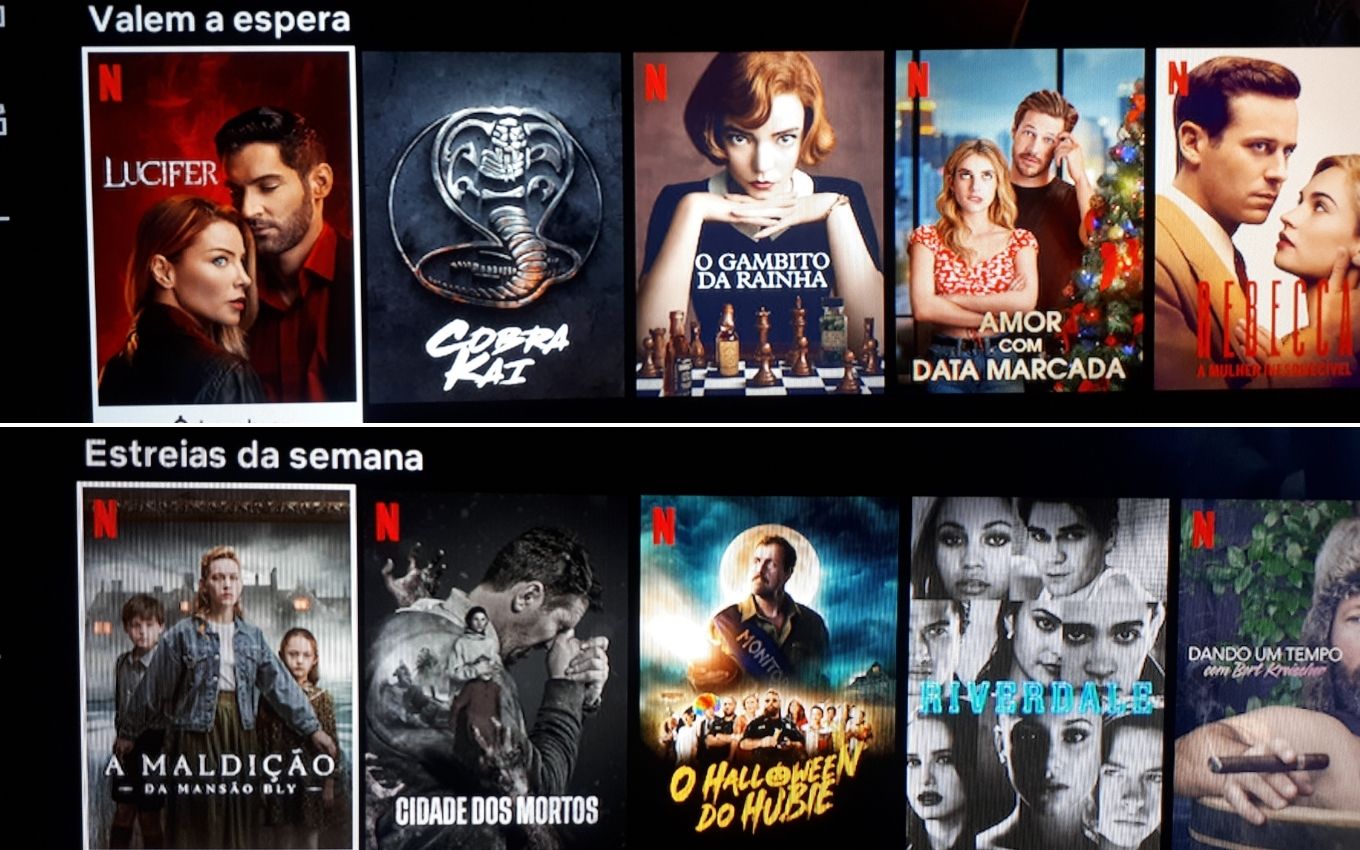 Valem a espera
LUCIFER
COBRA
KAI
O GAMBITO
DA RAINHA
AMOR
COM
DATA MARCADA
REBECCA
A MULHER INESQUECÍVEL
Estreias da semana
A MALDIÇÃO
DA MANSÃO BLY
CIDADE DOS MORTOS
MONITOR
O HALLOWEEN
DO HUBIE
RIVERDALE
DANDO UM TEMPO
com Bert Kreischer